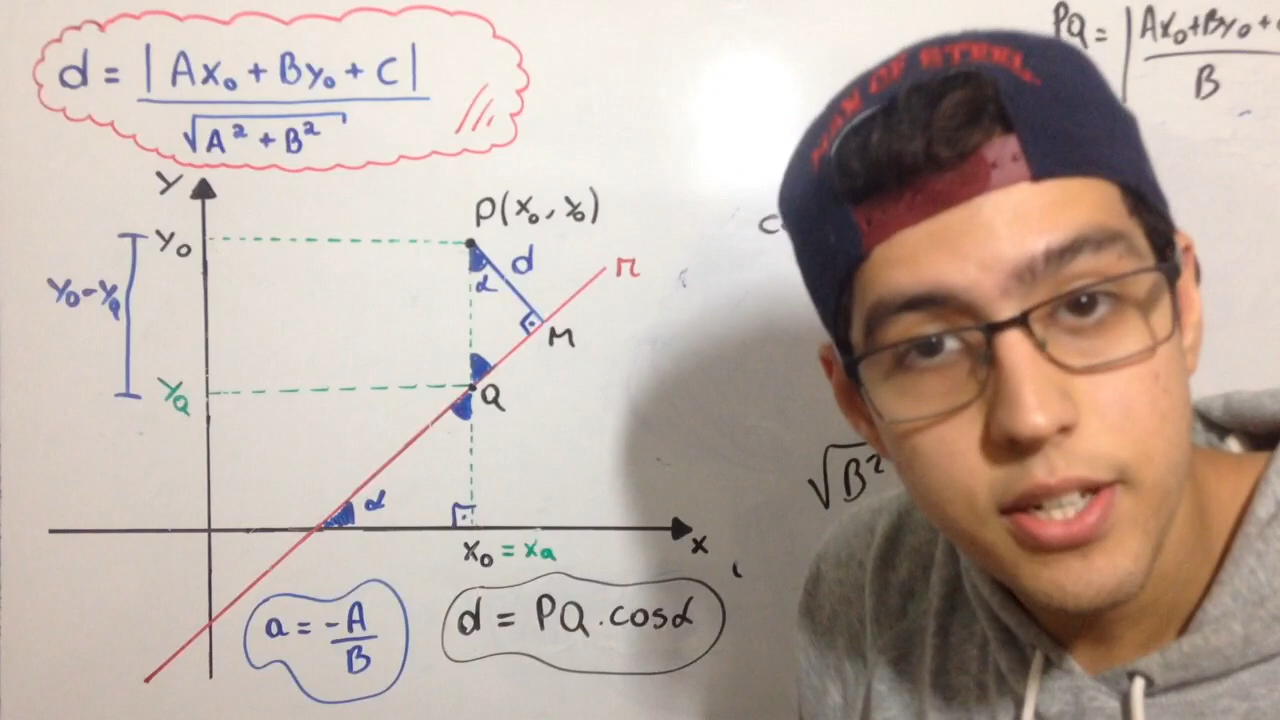 d = | Ax₀ + By₀ + C |
√A² + B²
PQ = | Ax₀ + By₀ +
B
y
P(x₀, y₀)
y₀
d
α
r
y₀ - yQ
M
yQ
Q
α
√B²
x₀ = xQ
x
a = -A
B
d = PQ . cosα
MAN OF STEEL